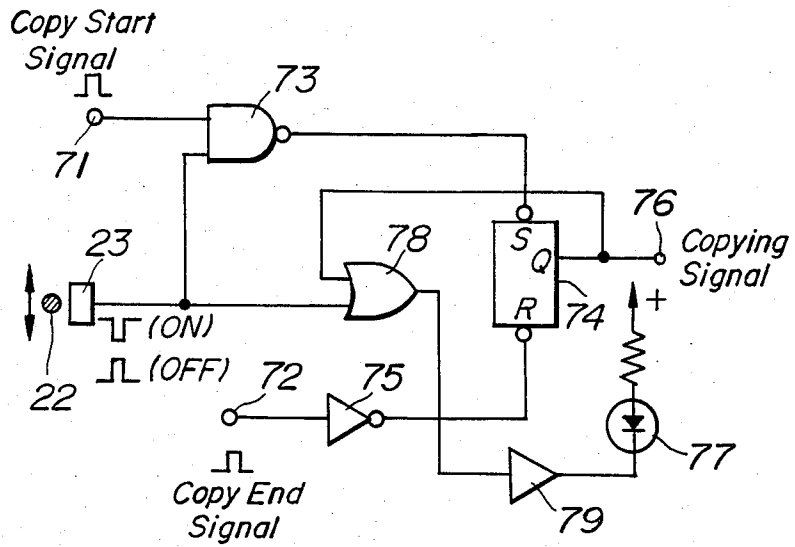 Copy Start
Signal
73
71
76
Copying
Signal
78
S
Q
R
74
23
+
(ON)
(OFF)
22
72
75
77
79
Copy End
Signal